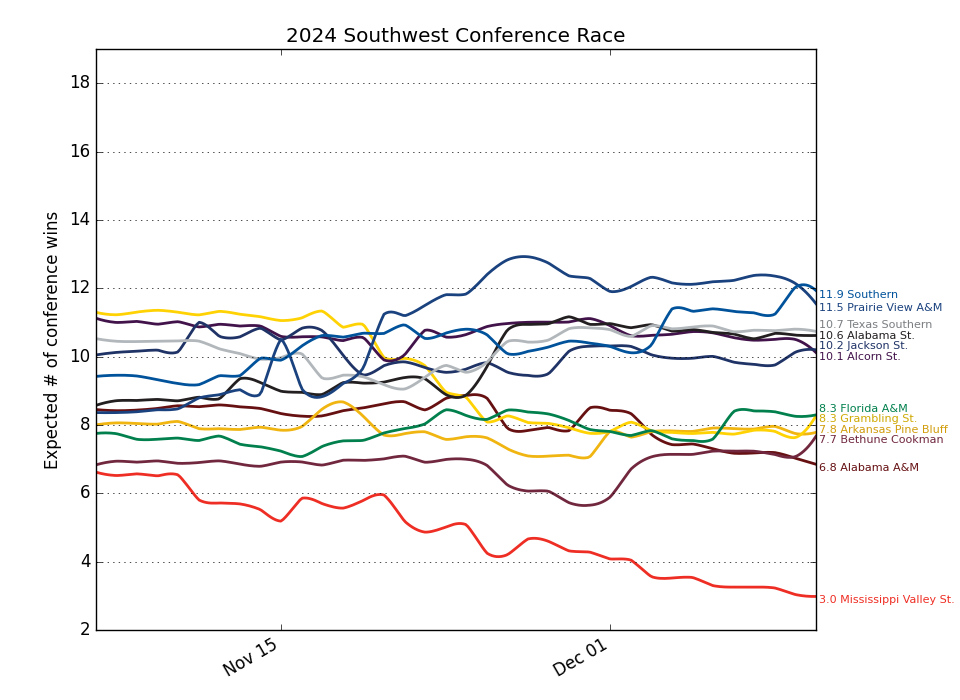 2024 Southwest Conference Race
Expected # of conference wins
18
16
14
12
10
8
6
4
2
Nov 15
Dec 01
11.9 Southern
11.5 Prairie View A&M
10.7 Texas Southern
10.6 Alabama St.
10.2 Jackson St.
10.1 Alcorn St.
8.3 Florida A&M
8.3 Grambling St.
7.8 Arkansas Pine Bluff
7.7 Bethune Cookman
6.8 Alabama A&M
3.0 Mississippi Valley St.